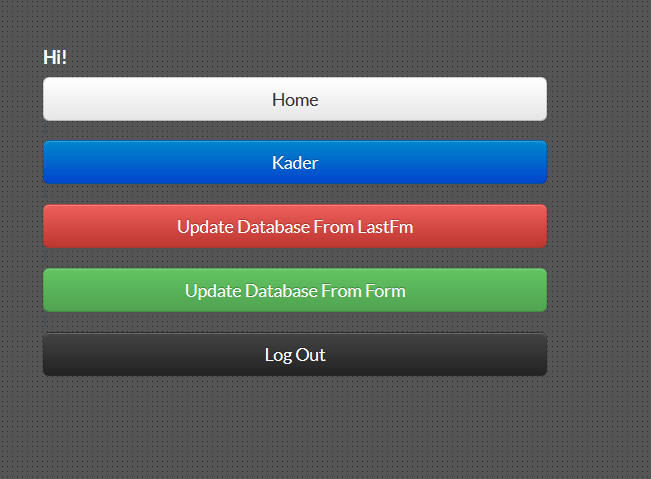 Hi!
Home
Kader
Update Database From LastFm
Update Database From Form
Log Out